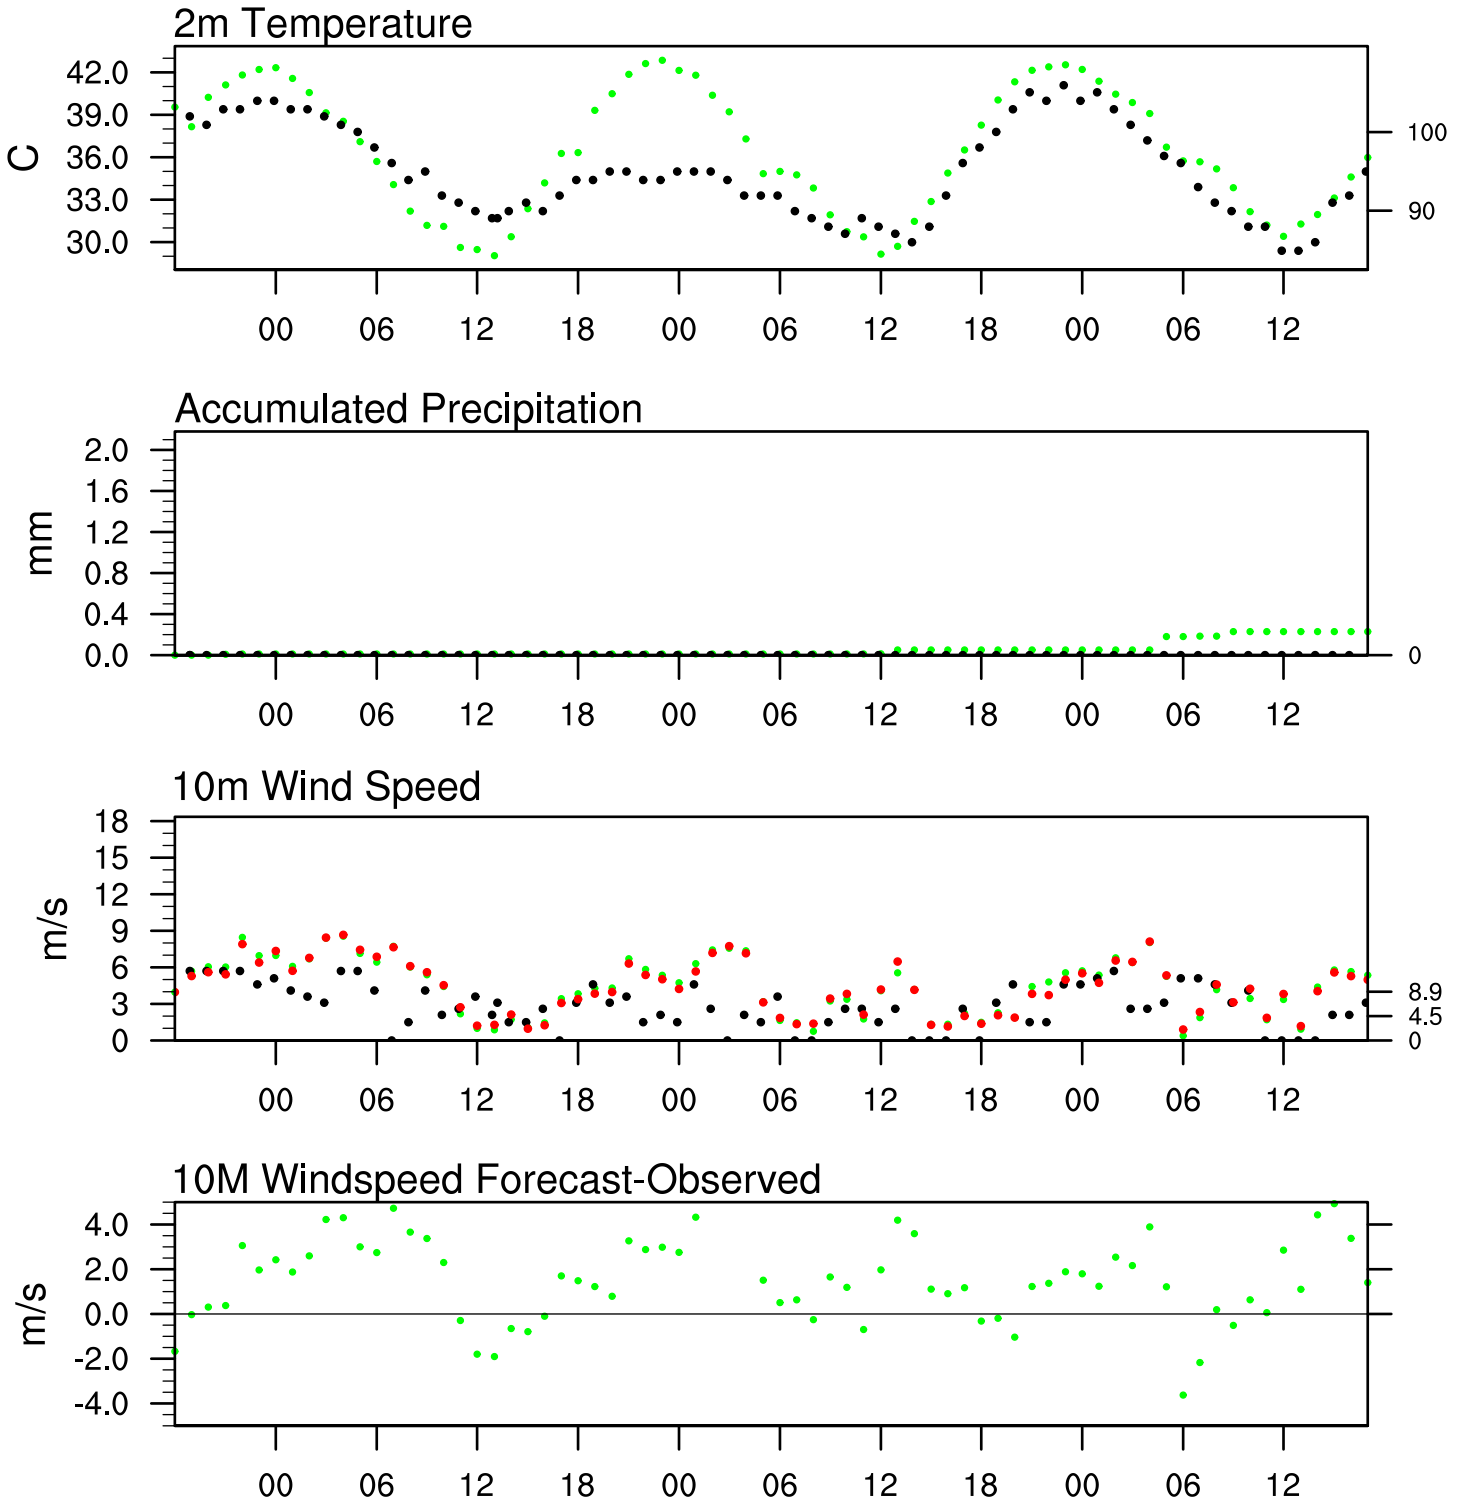 2m Temperature
42.0
39.0
36.0
33.0
30.0
C
100
90
00 06 12 18 00 06 12 18 00 06 12
Accumulated Precipitation
2.0
1.6
1.2
0.8
0.4
0.0
mm
0
00 06 12 18 00 06 12 18 00 06 12
10m Wind Speed
18
15
12
9
6
3
0
m/s
8.9
4.5
0
00 06 12 18 00 06 12 18 00 06 12
10M Windspeed Forecast-Observed
4.0
2.0
0.0
-2.0
-4.0
m/s
00 06 12 18 00 06 12 18 00 06 12